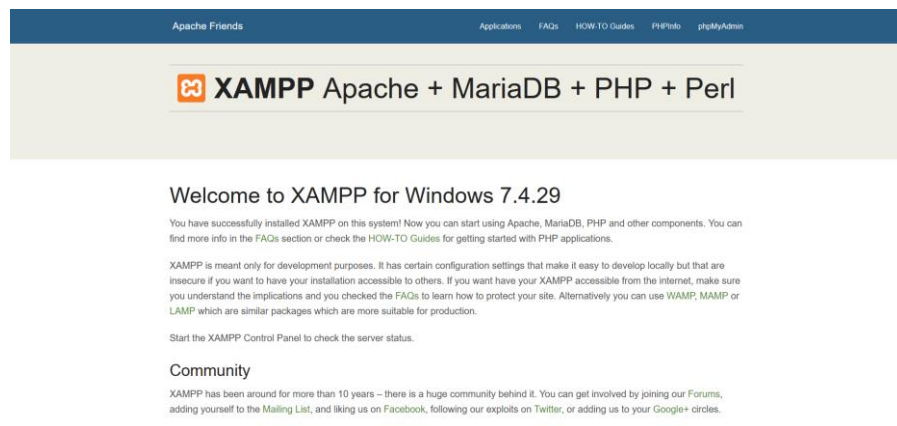 Apache Friends
Applications FAQs HOW-TO Guides PHPInfo phpMyAdmin
XAMPP Apache + MariaDB + PHP + Perl
Welcome to XAMPP for Windows 7.4.29
You have successfully installed XAMPP on this system! Now you can start using Apache, MariaDB, PHP and other components. You can
find more info in the FAQs section or check the HOW-TO Guides for getting started with PHP applications.
XAMPP is meant only for development purposes. It has certain configuration settings that make it easy to develop locally but that are
insecure if you want to have your installation accessible to others. If you want have your XAMPP accessible from the internet, make sure
you understand the implications and you checked the FAQs to learn how to protect your site. Alternatively you can use WAMP, MAMP or
LAMP which are similar packages which are more suitable for production.
Start the XAMPP Control Panel to check the server status.
Community
XAMPP has been around for more than 10 years – there is a huge community behind it. You can get involved by joining our Forums,
adding yourself to the Mailing List, and liking us on Facebook, following our exploits on Twitter, or adding us to your Google+ circles.